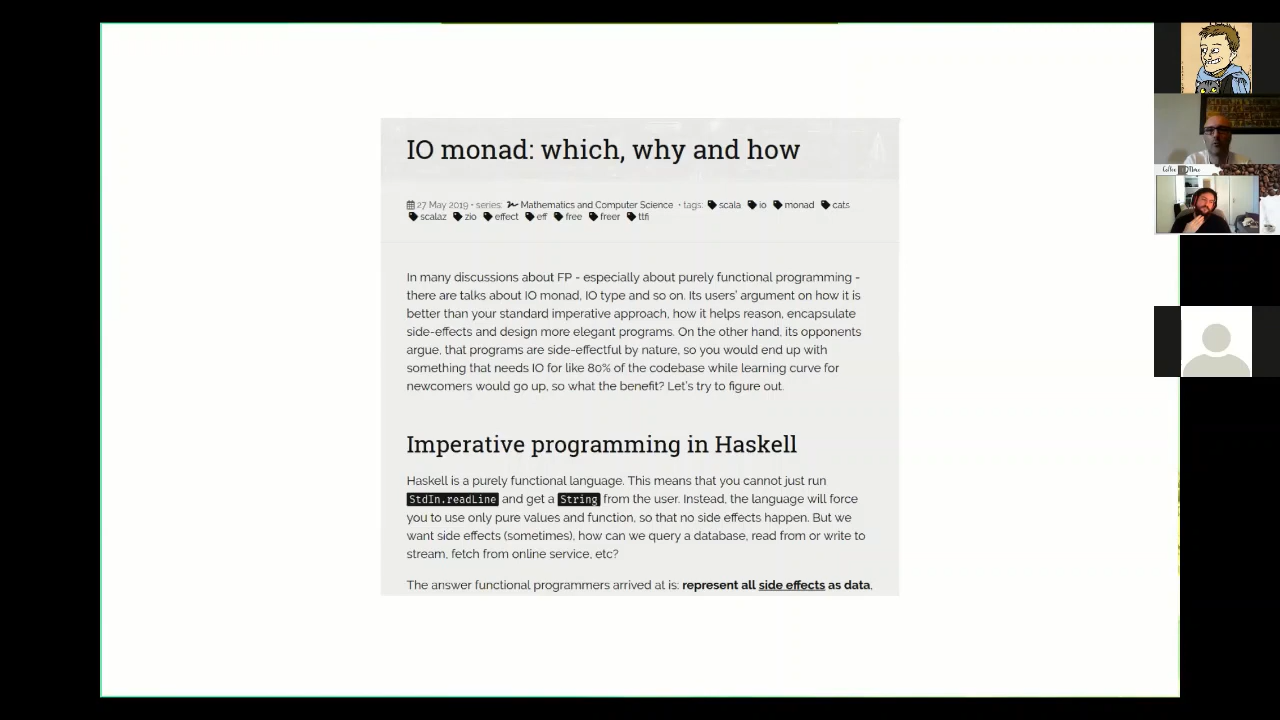 IO monad: which, why and how
27 May 2019 • series: Mathematics and Computer Science • tags: scala io monad cats
scalaz zio effect eff free freer ttfi
In many discussions about FP - especially about purely functional programming -
there are talks about IO monad, IO type and so on. Its users' argument on how it is
better than your standard imperative approach, how it helps reason, encapsulate
side-effects and design more elegant programs. On the other hand, its opponents
argue, that programs are side-effectful by nature, so you would end up with
something that needs IO for like 80% of the codebase while learning curve for
newcomers would go up, so what the benefit? Let's try to figure out.
Imperative programming in Haskell
Haskell is a purely functional language. This means that you cannot just run
StdIn.readLine and get a String from the user. Instead, the language will force
you to use only pure values and function, so that no side effects happen. But we
want side effects (sometimes), how can we query a database, read from or write to
stream, fetch from online service, etc?
The answer functional programmers arrived at is: represent all side effects as data.